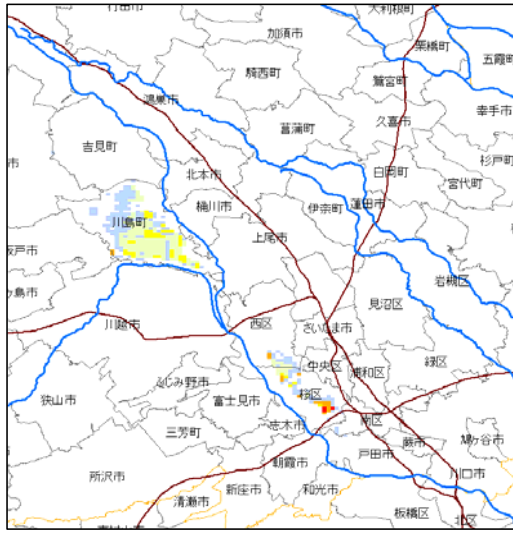 行田市
加須市
大利根町
栗橋町
五霞町
騎西町
鷲宮町
鴻巣市
菖蒲町
久喜市
幸手市
吉見町
北本市
白岡町
杉戸町
宮代町
桶川市
伊奈町
蓮田市
川島町
上尾市
坂戸市
岩槻区
見沼区
川越市
西区
さいたま市
緑区
中央区
浦和区
ふじみ野市
狭山市
富士見市
桜区
三芳町
志木市
南区
蕨市
鳩ヶ谷市
朝霞市
戸田市
所沢市
川口市
新座市
和光市
清瀬市
板橋区
北区